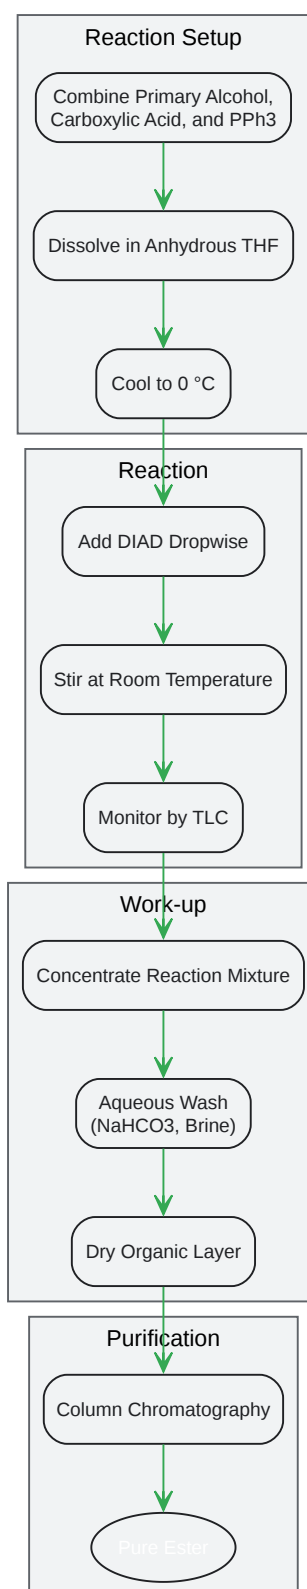 Reaction Setup
Combine Primary Alcohol,
Carboxylic Acid, and PPh3
Dissolve in Anhydrous THF
Cool to 0 °C
Reaction
Add DIAD Dropwise
Stir at Room Temperature
Monitor by TLC
Work-up
Concentrate Reaction Mixture
Aqueous Wash
(NaHCO3, Brine)
Dry Organic Layer
Purification
Column Chromatography
Pure Ester